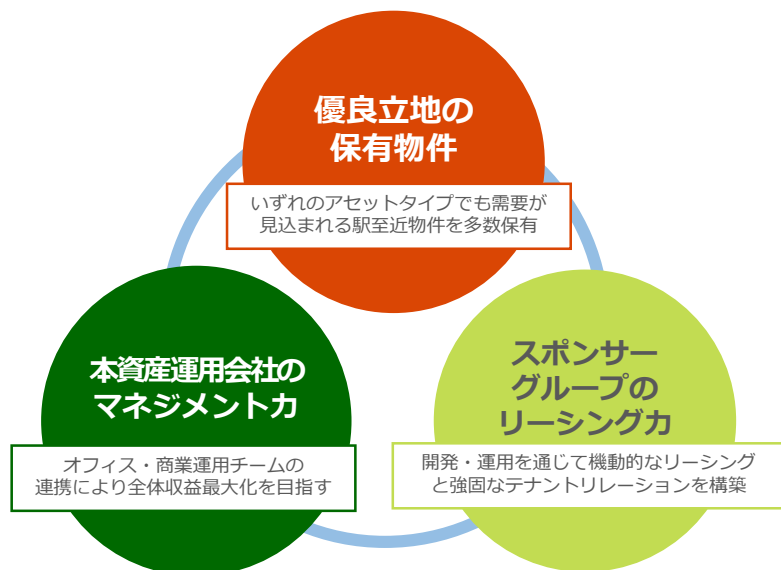 優良立地の
保有物件
いずれのアセットタイプでも需要が
見込まれる駅至近物件を多数保有
本資産運用会社の
マネジメント力
オフィス・商業運用チームの
連携により全体収益最大化を目指す
スポンサー
グループの
リーシング力
開発・運用を通じて機動的なリーシング
と強固なテナントリレーションを構築